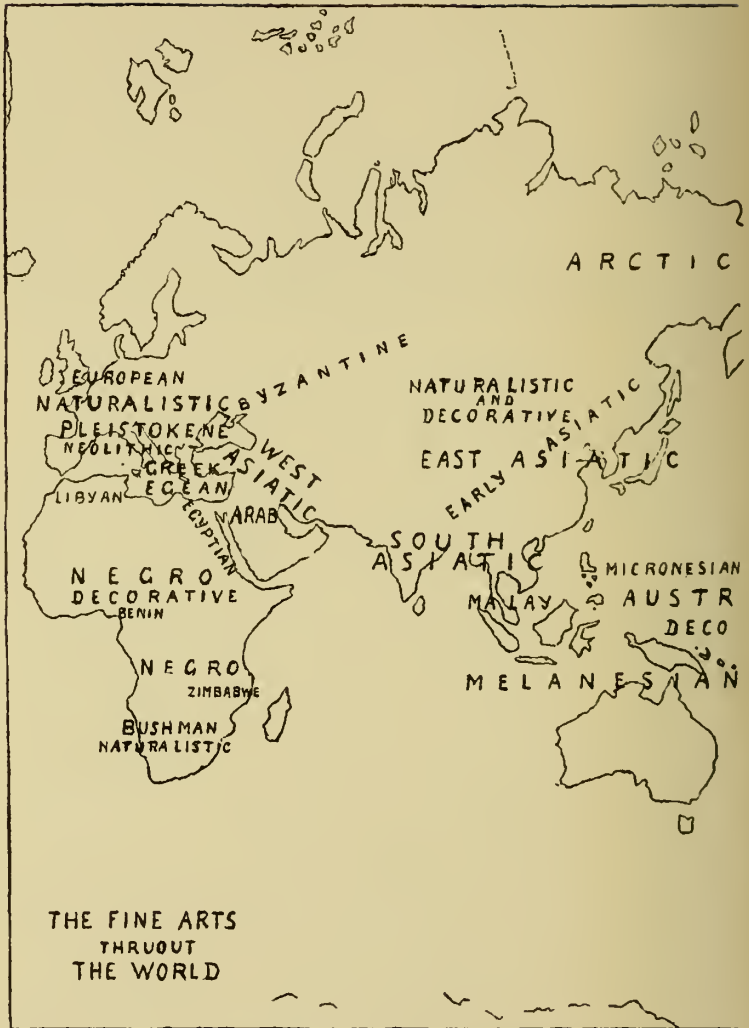 ARCTIC
BYZANTINE
EUROPEAN
NATURALISTIC
PLEISTOKENE
NEOLITHIC
GREEK
EGEAN
LIBYAN
WEST
ASIATIC
EGYPTIAN
ARAB
NATURALISTIC
AND
DECORATIVE
EARLY ASIATIC
EAST ASIATIC
SOUTH
ASIATIC
MALAY
MICRONESIAN
AUSTR
DECO
MELANESIAN
NEGRO
DECORATIVE
BENIN
NEGRO
ZIMBABWE
BUSHMAN
NATURALISTIC
THE FINE ARTS
THRUOUT
THE WORLD